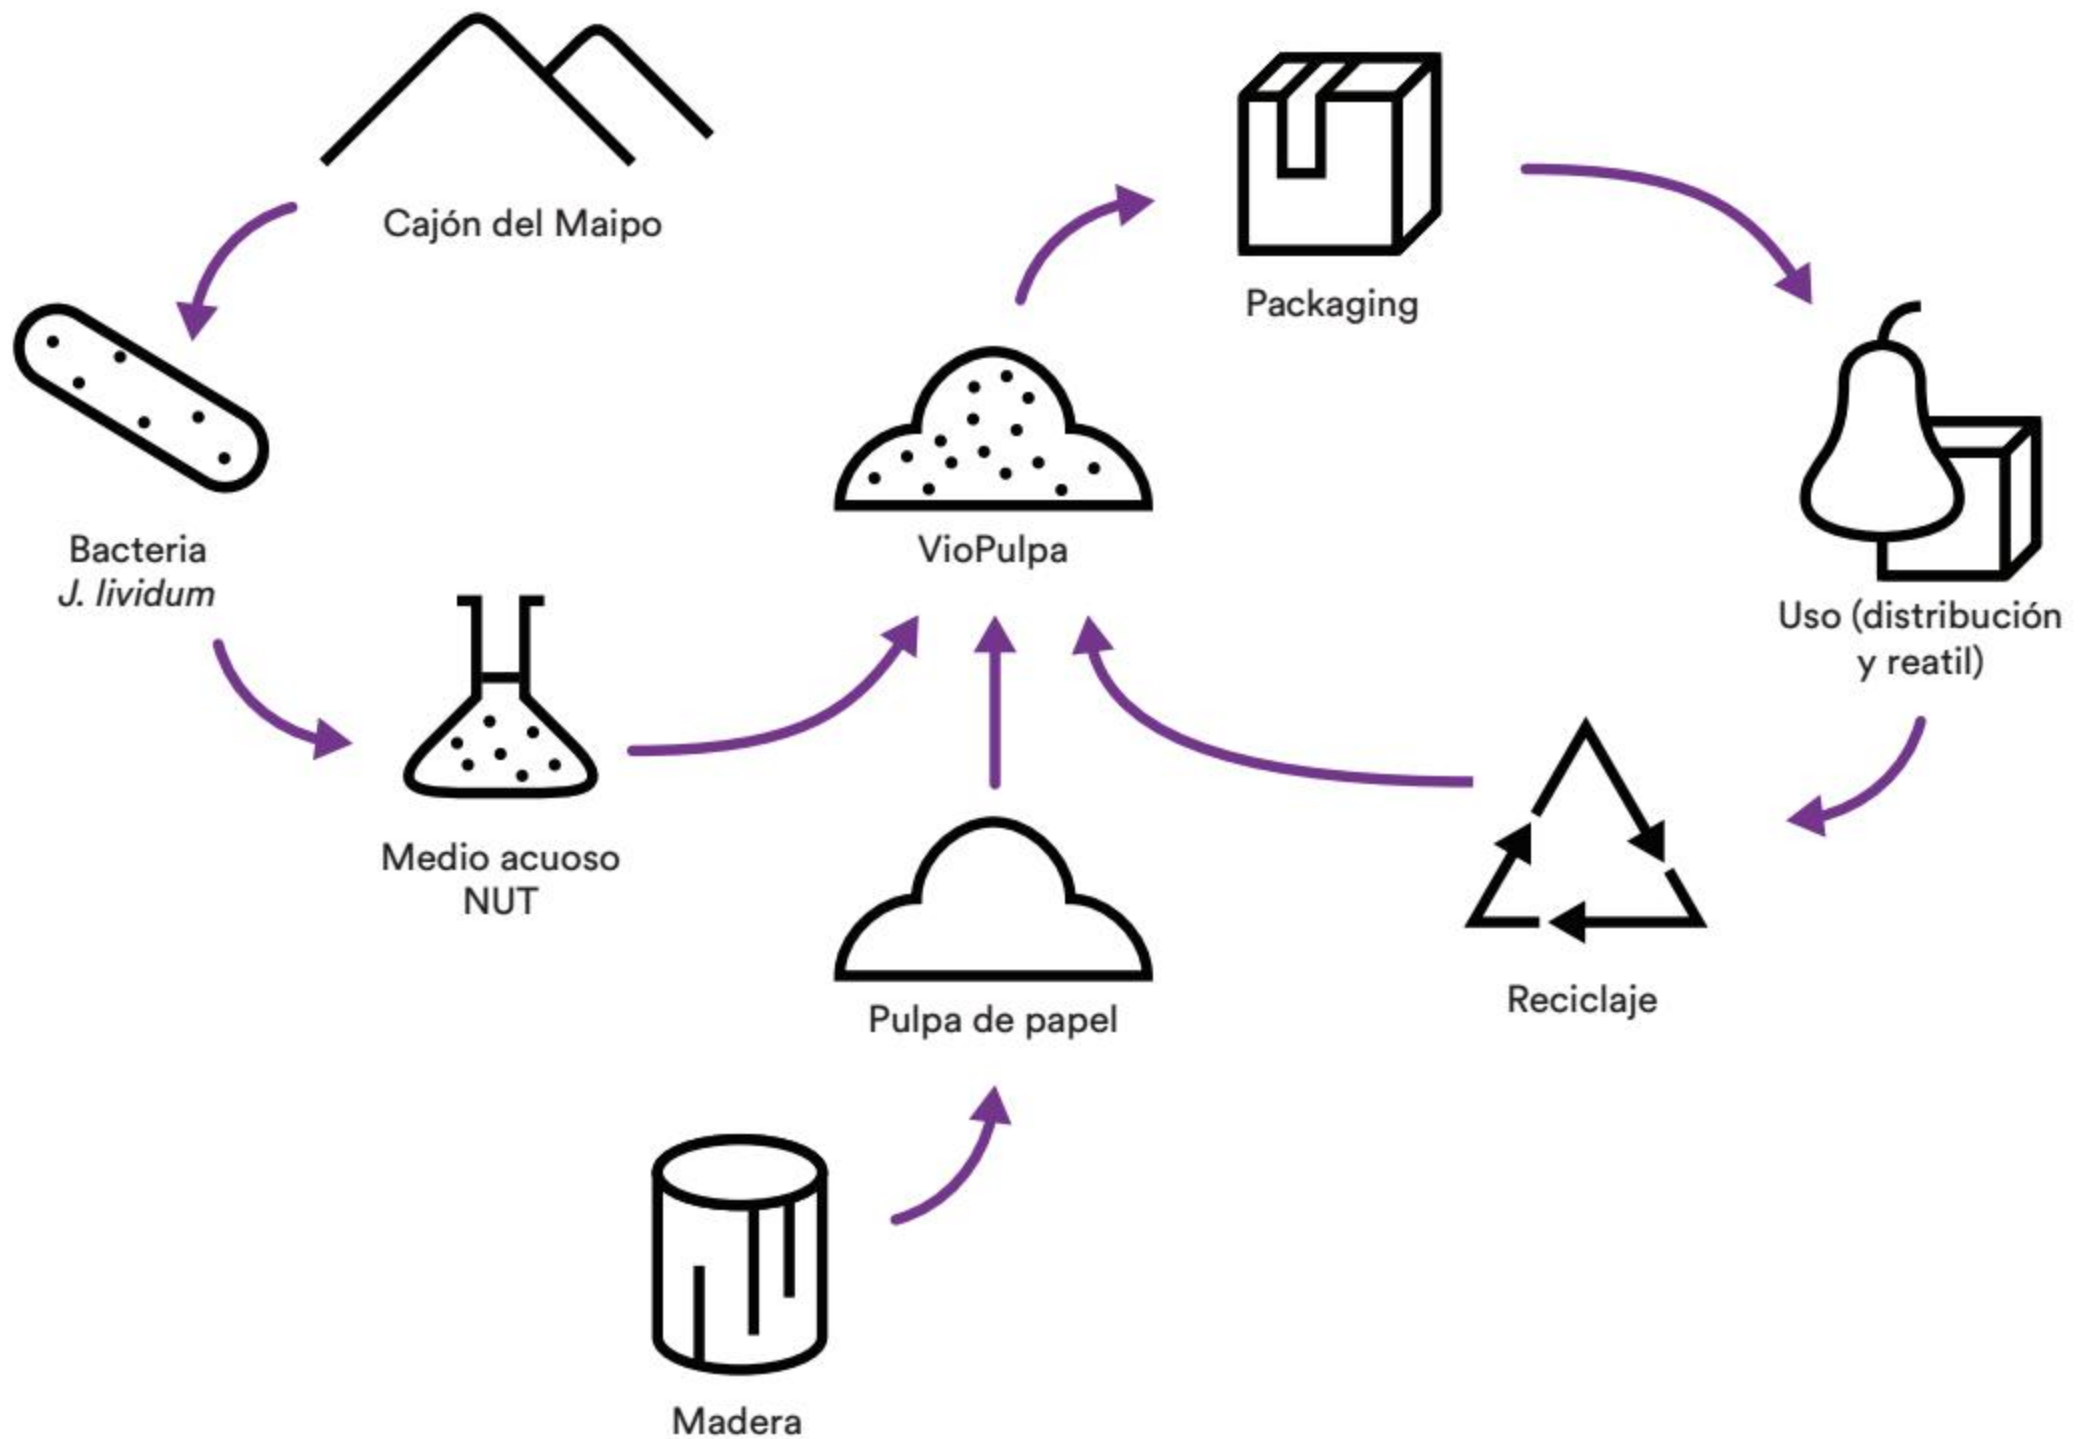 Cajón del Maipo
Packaging
Bacteria
J. lividum
VioPulpa
Uso (distribución
y reatil)
Medio acuoso
NUT
Pulpa de papel
Reciclaje
Madera